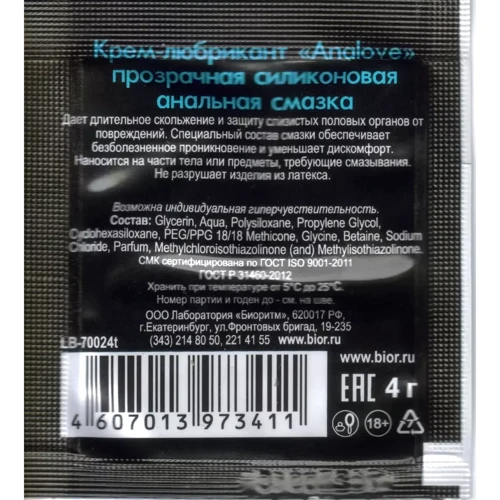 Крем-любрикант «Analove»
прозрачная силиконовая
анальная смазка
Дает длительное скольжение и защиту слизистых половых органов от
повреждений. Специальный состав смазки обеспечивает
безболезненное проникновение и уменьшает дискомфорт.
Наносится на части тела или предметы, требующие смазывания.
Не разрушает изделия из латекса.
Возможна индивидуальная гиперчувствительность.
Состав: Glycerin, Aqua, Polysiloxane, Propylene Glycol,
Cyclohexasiloxane, PEG/PPG 18/18 Methicone, Glycine, Betaine, Sodium
Chloride, Parfum, Methylchloroisothiazolinone (and) Methylisothiazolinone.
СМК сертифицирована по ГОСТ ISO 9001-2011
ГОСТ Р 31460-2012
Хранить при температуре от 5°C до 25°C.
Номер партии и годен до - см. на шве.
ООО Лаборатория «Биоритм», 620017 РФ,
г.Екатеринбург, ул.Фронтовых бригад, 19-235
(343) 214 80 50, 221 41 55 www.bior.ru
LB-70024t
www.bior.ru
EAC 4 г
4 607013 973411
18+ 7